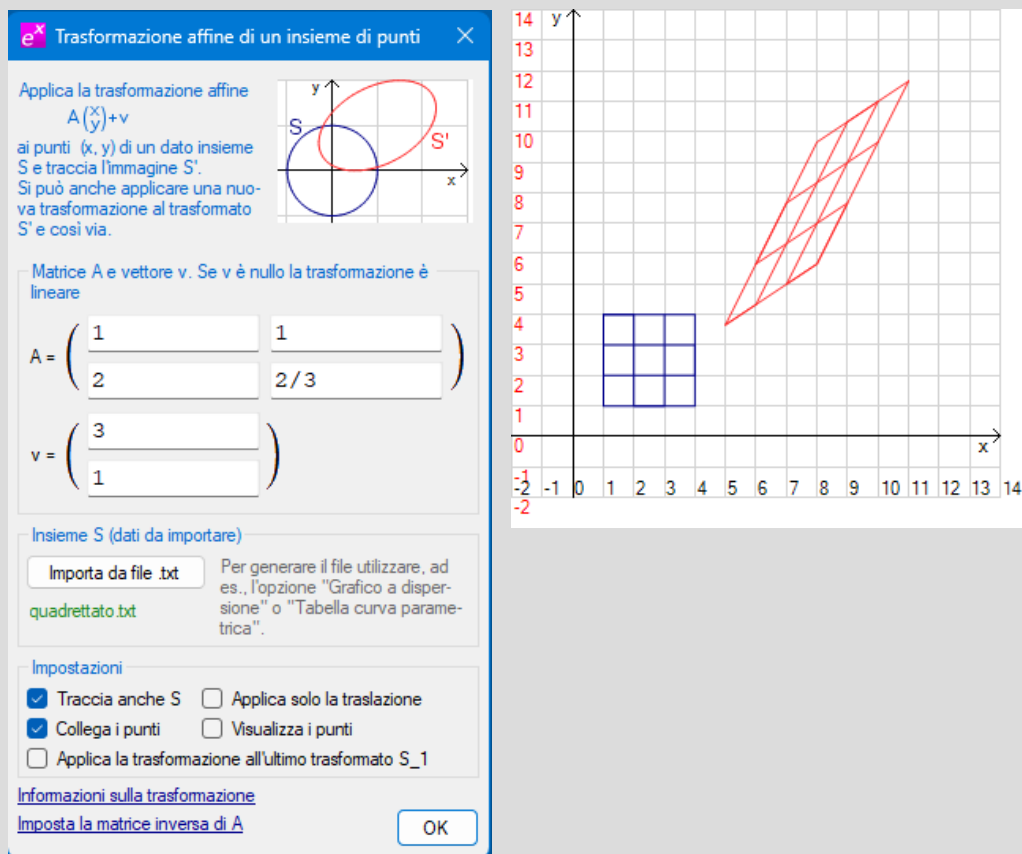 eˣ Trasformazione affine di un insieme di punti
Applica la trasformazione affine
A(x y)+v
ai punti (x, y) di un dato insieme
S e traccia l'immagine S'.
Si può anche applicare una nuo-
va trasformazione al trasformato
S' e così via.
y
S
S'
x
Matrice A e vettore v. Se v è nullo la trasformazione è
lineare
A = ( 1 1
2 2/3 )
v = ( 3
1 )
Insieme S (dati da importare)
Importa da file .txt
quadrettato.txt
Per generare il file utilizzare, ad
es., l'opzione "Grafico a disper-
sione" o "Tabella curva parame-
trica".
Impostazioni
Traccia anche S
Applica solo la traslazione
Collega i punti
Visualizza i punti
Applica la trasformazione all'ultimo trasformato S_1
Informazioni sulla trasformazione
Imposta la matrice inversa di A
OK
14 y
13
12
11
10
9
8
7
6
5
4
3
2
1
0
x
-1
-2 -1 0 1 2 3 4 5 6 7 8 9 10 11 12 13 14
-2